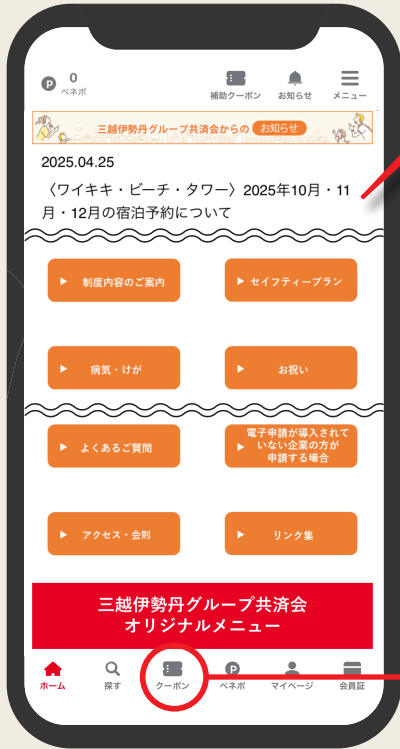 P 0
ベネポ
補助クーポン
お知らせ
メニュー
三越伊勢丹グループ共済会からの お知らせ
2025.04.25
〈ワイキキ・ビーチ・タワー〉2025年10月・11
月・12月の宿泊予約について
制度内容のご案内
セイフティープラン
病気・けが
お祝い
よくあるご質問
電子申請が導入されて
いない企業の方が
申請する場合
アクセス・会則
リンク集
三越伊勢丹グループ共済会
オリジナルメニュー
ホーム
探す
クーポン
P
ベネポ
マイページ
会員証